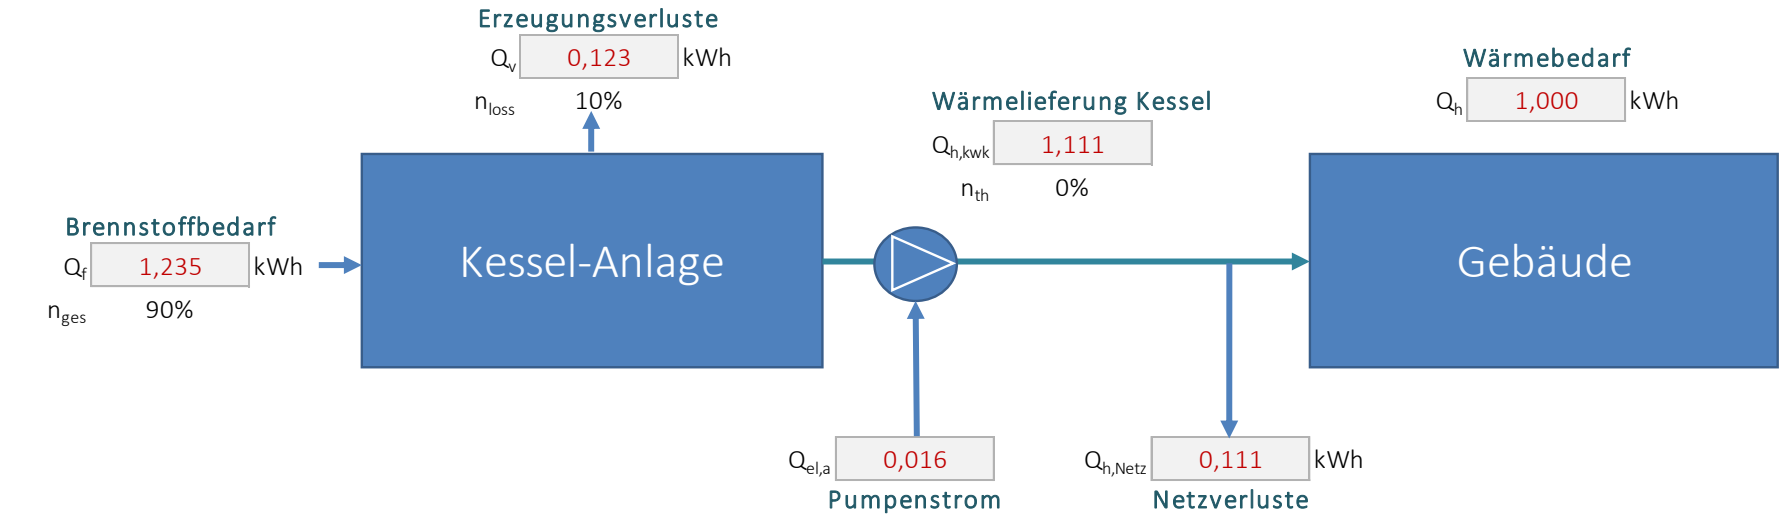 Erzeugungsverluste
Qv 0,123 kWh
nloss 10%
Wärmebedarf
Qh 1,000 kWh
Wärmelieferung Kessel
Qh,kwk 1,111
nth 0%
Brennstoffbedarf
Qf 1,235 kWh
nges 90%
Kessel-Anlage
Gebäude
Qel,a 0,016
Pumpenstrom
Qh,Netz 0,111 kWh
Netzverluste